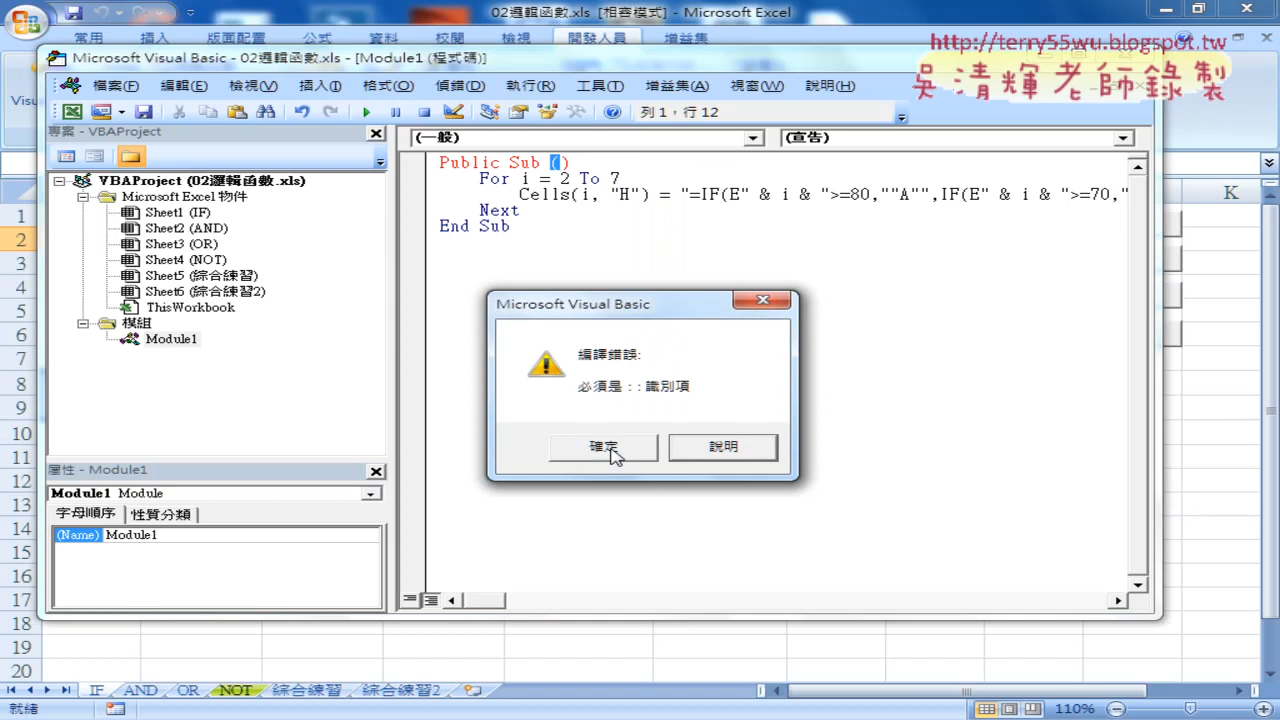 02邏輯函數.xls [相容模式] - Microsoft Excel
常用 插入 版面配置 公式 資料 校閱 檢視 開發人員 增益集
http://terry55wu.blogspot.tw
吳清輝老師錄製
Microsoft Visual Basic - 02邏輯函數.xls - [Module1 (程式碼)]
檔案(F) 編輯(E) 檢視(V) 插入(I) 格式(O) 偵錯(D) 執行(R) 工具(T) 增益集(A) 視窗(W) 說明(H)
列 1，行 12
專案 - VBAProject
VBAProject (02邏輯函數.xls)
Microsoft Excel 物件
Sheet1 (IF)
Sheet2 (AND)
Sheet3 (OR)
Sheet4 (NOT)
Sheet5 (綜合練習)
Sheet6 (綜合練習2)
ThisWorkbook
模組
Module1
屬性 - Module1
Module1 Module
字母順序 性質分類
(Name) Module1
(一般) (宣告)
Public Sub ()
For i = 2 To 7
Cells(i, "H") = "=IF(E" & i & ">=80,""A"",IF(E" & i & ">=70,"
Next
End Sub
Microsoft Visual Basic
編譯錯誤:
必須是: : 識別項
確定 說明
K
1
2
3
4
5
6
7
8
9
10
11
12
13
14
15
16
17
18
19
20
IF AND OR NOT 綜合練習 綜合練習2
就緒 110%